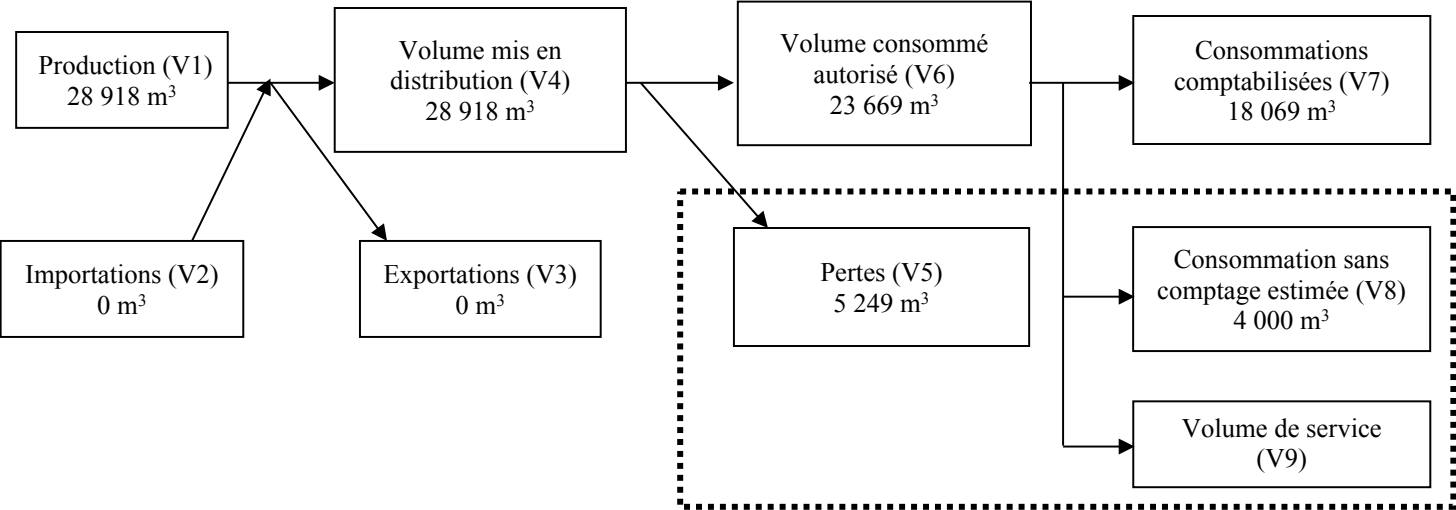 Production (V1)
28 918 m³
Volume mis en
distribution (V4)
28 918 m³
Volume consommé
autorisé (V6)
23 669 m³
Consommations
comptabilisées (V7)
18 069 m³
Importations (V2)
0 m³
Exportations (V3)
0 m³
Pertes (V5)
5 249 m³
Consommation sans
comptage estimée (V8)
4 000 m³
Volume de service
(V9)